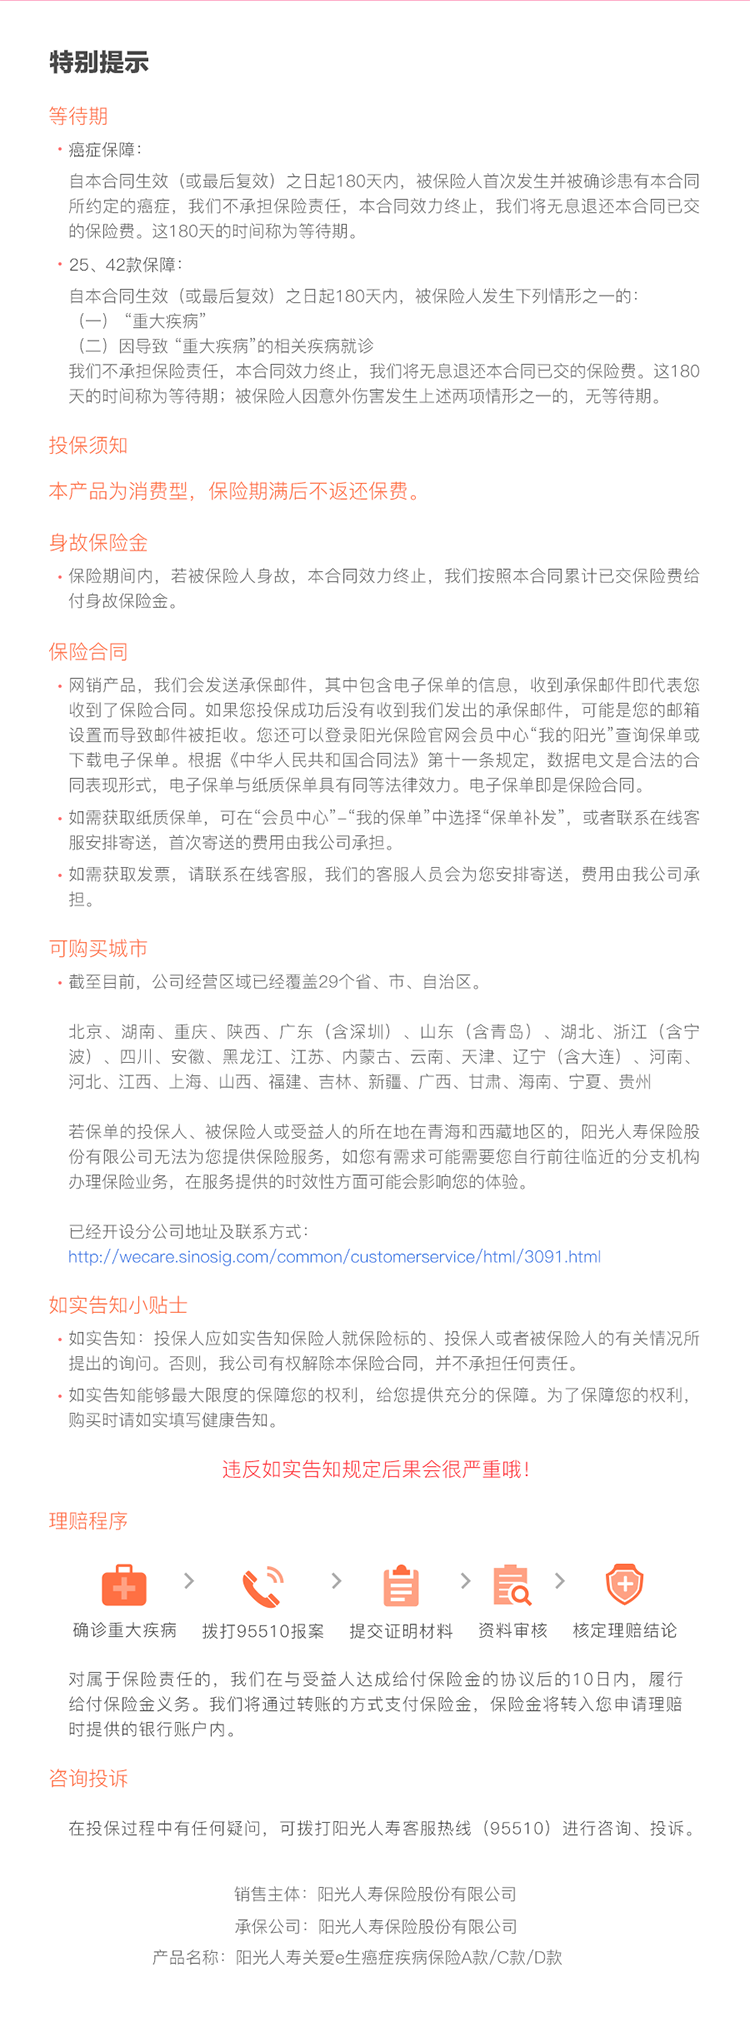 特别提示
等待期
·癌症保障：
自本合同生效（或最后复效）之日起180天内，被保险人首次发生并被确诊患有本合同
所约定的癌症，我们不承担保险责任，本合同效力终止，我们将无息退还本合同已交
的保险费。这180天的时间称为等待期。
·25、42款保障：
自本合同生效（或最后复效）之日起180天内，被保险人发生下列情形之一的：
（一）“重大疾病”
（二）因导致“重大疾病”的相关疾病就诊
我们不承担保险责任，本合同效力终止，我们将无息退还本合同已交的保险费。这180
天的时间称为等待期；被保险人因意外伤害发生上述两项情形之一的，无等待期。
投保须知
本产品为消费型，保险期满后不返还保费。
身故保险金
·保险期间内，若被保险人身故，本合同效力终止，我们按照本合同累计已交保险费给
付身故保险金。
保险合同
·网销产品，我们会发送承保邮件，其中包含电子保单的信息，收到承保邮件即代表您
收到了保险合同。如果您投保成功后没有收到我们发出的承保邮件，可能是您的邮箱
设置而导致邮件被拒收。您还可以登录阳光保险官网会员中心“我的阳光”查询保单或
下载电子保单。根据《中华人民共和国合同法》第十一条规定，数据电文是合法的合
同表现形式，电子保单与纸质保单具有同等法律效力。电子保单即是保险合同。
·如需获取纸质保单，可在“会员中心”–“我的保单”中选择“保单补发”，或者联系在线客
服安排寄送，首次寄送的费用由我公司承担。
·如需获取发票，请联系在线客服，我们的客服人员会为您安排寄送，费用由我公司承
担。
可购买城市
·截至目前，公司经营区域已经覆盖29个省、市、自治区。
北京、湖南、重庆、陕西、广东（含深圳）、山东（含青岛）、湖北、浙江（含宁
波）、四川、安徽、黑龙江、江苏、内蒙古、云南、天津、辽宁（含大连）、河南、
河北、江西、上海、山西、福建、吉林、新疆、广西、甘肃、海南、宁夏、贵州
若保单的投保人、被保险人或受益人的所在地在青海和西藏地区的，阳光人寿保险股
份有限公司无法为您提供保险服务，如您有需求可能需要您自行前往临近的分支机构
办理保险业务，在服务提供的时效性方面可能会影响您的体验。
已经开设分公司地址及联系方式：
http://wecare.sinosig.com/common/customerservice/html/3091.html
如实告知小贴士
·如实告知：投保人应如实告知保险人就保险标的、投保人或者被保险人的有关情况所
提出的询问。否则，我公司有权解除本保险合同，并不承担任何责任。
·如实告知能够最大限度的保障您的权利，给您提供充分的保障。为了保障您的权利，
购买时请如实填写健康告知。
违反如实告知规定后果会很严重哦！
理赔程序
确诊重大疾病 拨打95510报案 提交证明材料 资料审核 核定理赔结论
对属于保险责任的，我们在与受益人达成给付保险金的协议后的10日内，履行
给付保险金义务。我们将通过转账的方式支付保险金，保险金将转入您申请理赔
时提供的银行账户内。
咨询投诉
在投保过程中有任何疑问，可拨打阳光人寿客服热线（95510）进行咨询、投诉。
销售主体：阳光人寿保险股份有限公司
承保公司：阳光人寿保险股份有限公司
产品名称：阳光人寿关爱e生癌症疾病保险A款/C款/D款